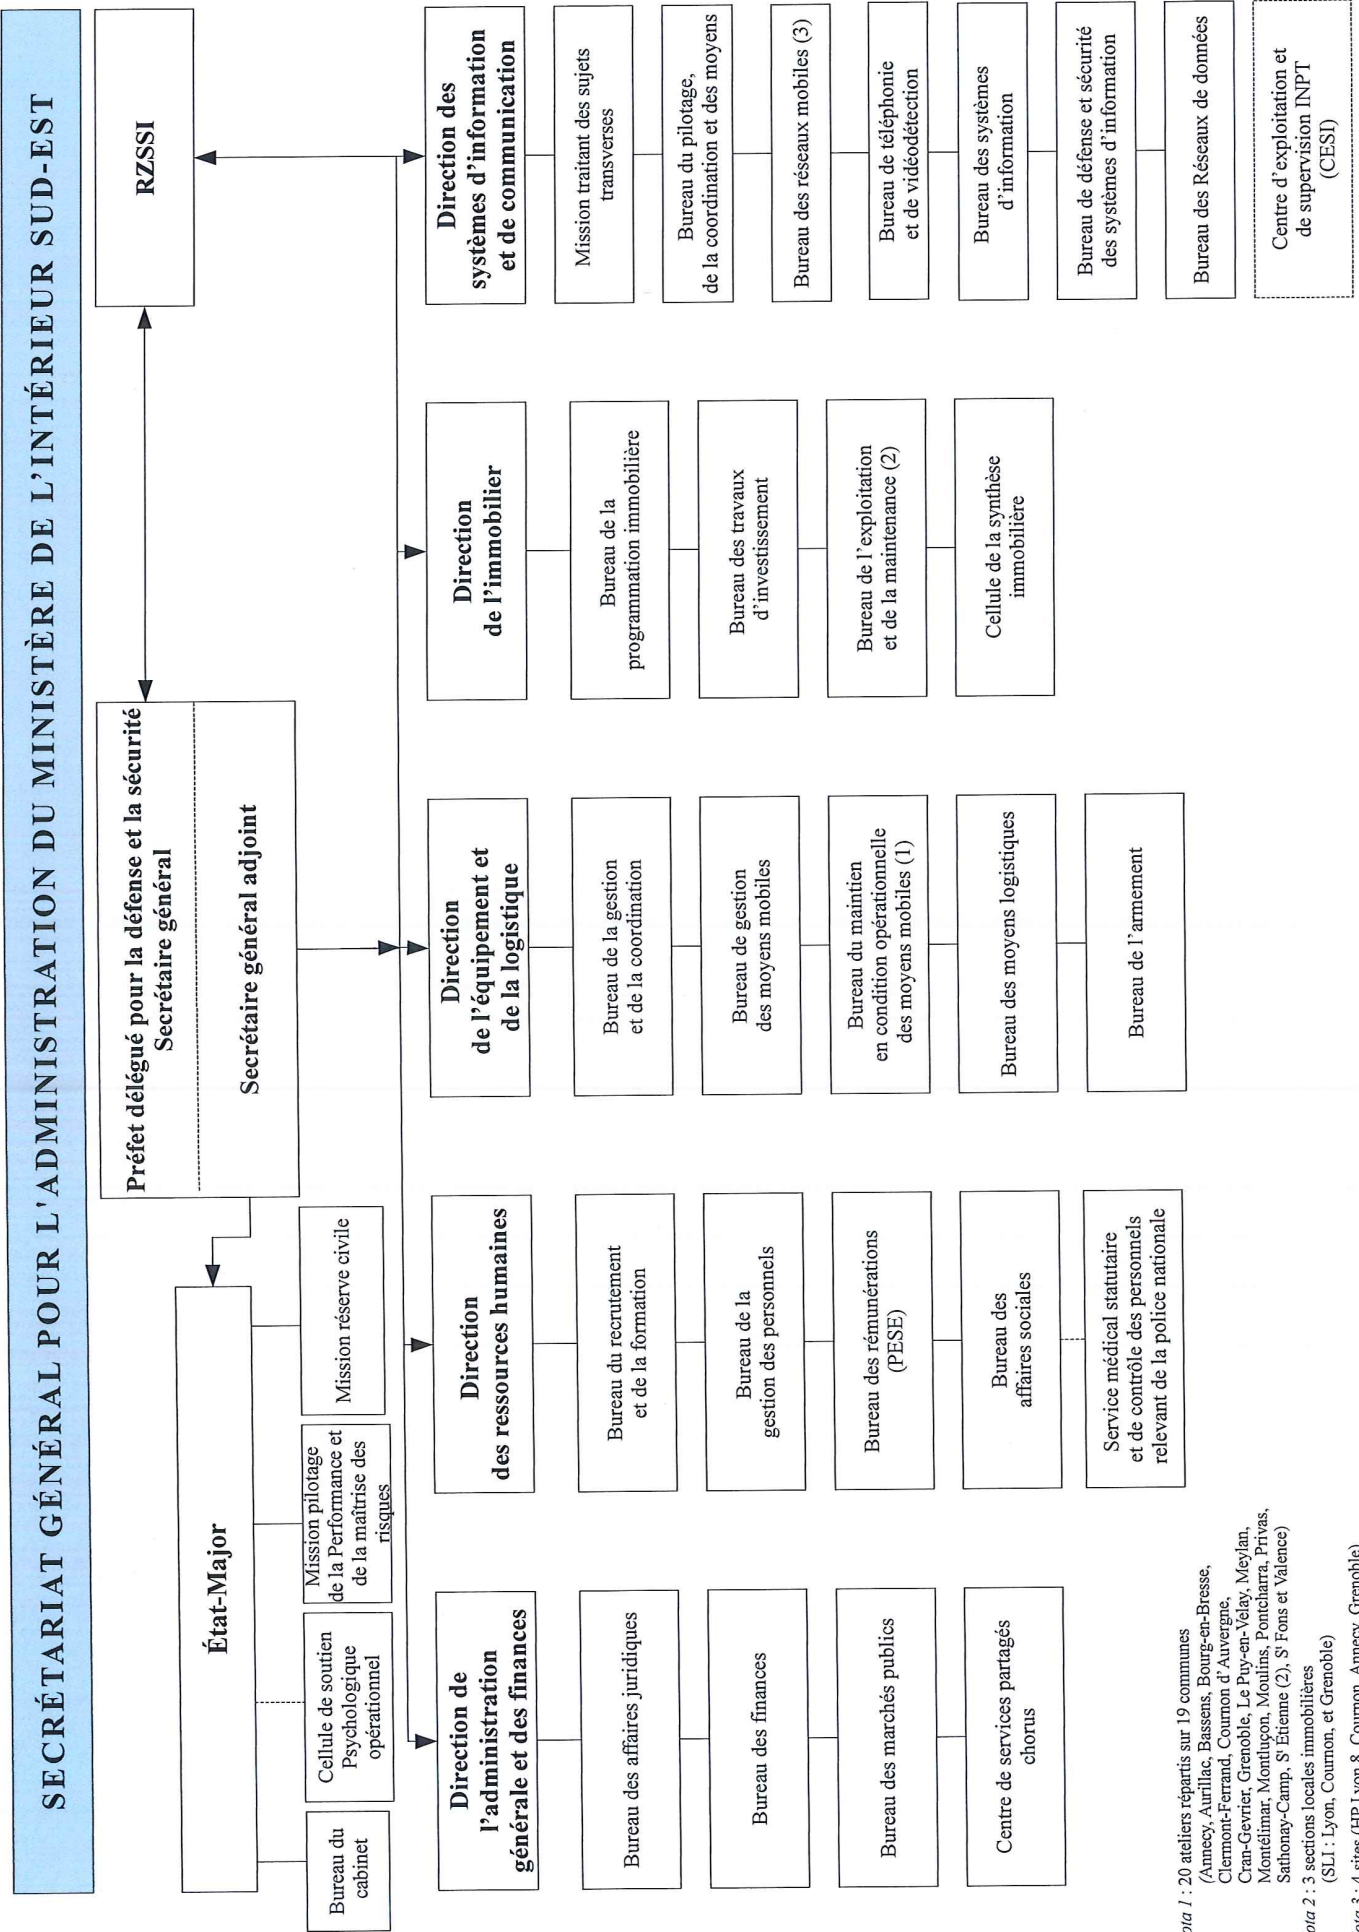 SECRÉTARIAT GÉNÉRAL POUR L'ADMINISTRATION DU MINISTÈRE DE L'INTÉRIEUR SUD-EST
Préfet délégué pour la défense et la sécurité
Secrétaire général
Secrétaire général adjoint
RZSSI
État-Major
Bureau du
cabinet
Cellule de soutien
Psychologique
opérationnel
Mission pilotage
de la Performance et
de la maîtrise des
risques
Mission réserve civile
Direction de
l'administration
générale et des finances
Bureau des affaires juridiques
Bureau des finances
Bureau des marchés publics
Centre de services partagés
chorus
Direction
des ressources humaines
Bureau du recrutement
et de la formation
Bureau de la
gestion des personnels
Bureau des rémunérations
(PESE)
Bureau des
affaires sociales
Service médical statutaire
et de contrôle des personnels
relevant de la police nationale
Direction
de l'équipement et
de la logistique
Bureau de la gestion
et de la coordination
Bureau de gestion
des moyens mobiles
Bureau du maintien
en condition opérationnelle
des moyens mobiles (1)
Bureau des moyens logistiques
Bureau de l'armement
Direction
de l'immobilier
Bureau de la
programmation immobilière
Bureau des travaux
d'investissement
Bureau de l'exploitation
et de la maintenance (2)
Cellule de la synthèse
immobilière
Direction des
systèmes d'information
et de communication
Mission traitant des sujets
transverses
Bureau du pilotage,
de la coordination et des moyens
Bureau des réseaux mobiles (3)
Bureau de téléphonie
et de vidéodétection
Bureau des systèmes
d'information
Bureau de défense et sécurité
des systèmes d'information
Bureau des Réseaux de données
Centre d'exploitation et
de supervision INPT
(CESI)
ota 1 : 20 ateliers répartis sur 19 communes
(Annecy, Aurillac, Bassens, Bourg-en-Bresse,
Clermont-Ferrand, Cournon d'Auvergne,
Cran-Gevrier, Grenoble, Le Puy-en-Velay, Meylan,
Montélimar, Montluçon, Moulins, Pontcharra, Privas,
Sathonay-Camp, St Étienne (2), St Fons et Valence)
ota 2 : 3 sections locales immobilières
(SLI : Lyon, Cournon, et Grenoble)
ota 3 : 4 sites (HP Lyon 8, Cournon, Annecy, Grenoble)